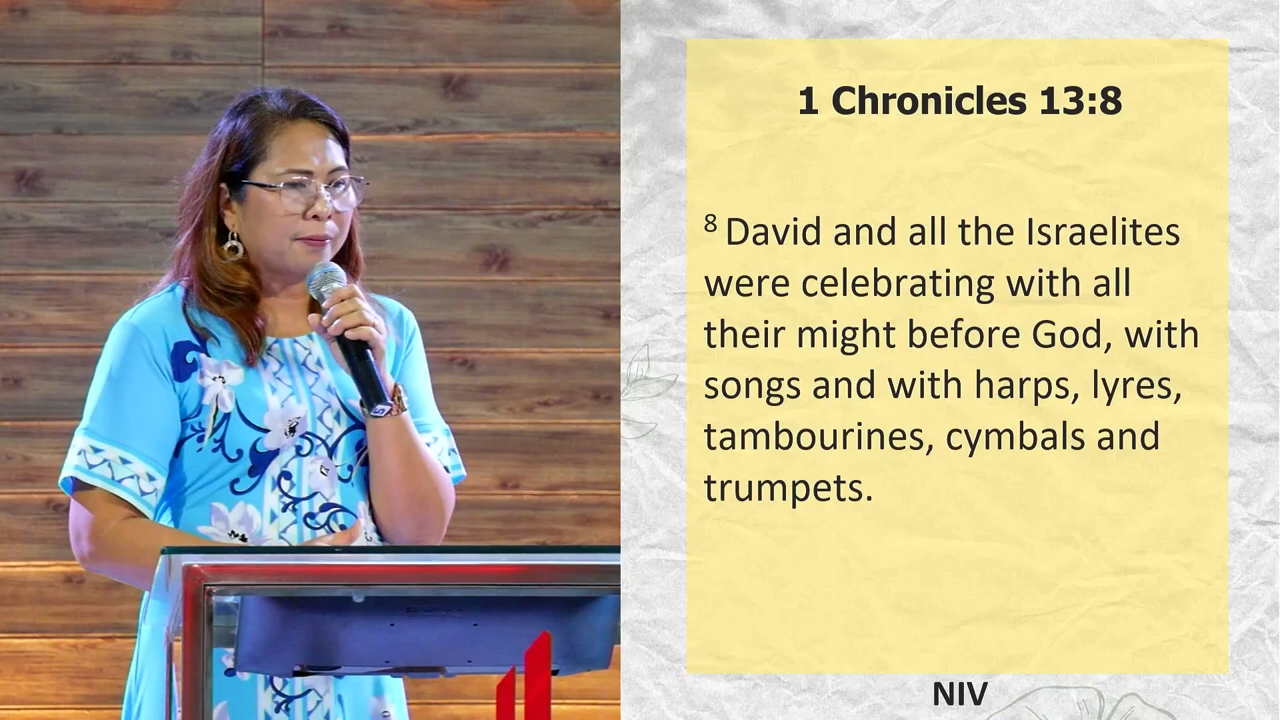 1 Chronicles 13:8
8 David and all the Israelites
were celebrating with all
their might before God, with
songs and with harps, lyres,
tambourines, cymbals and
trumpets.
NIV